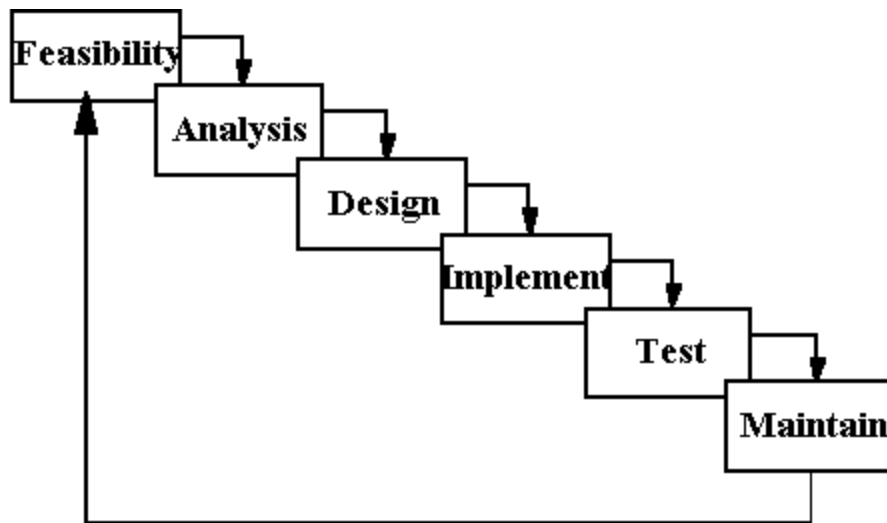 Feasibility
Analysis
Design
Implement
Test
Maintain